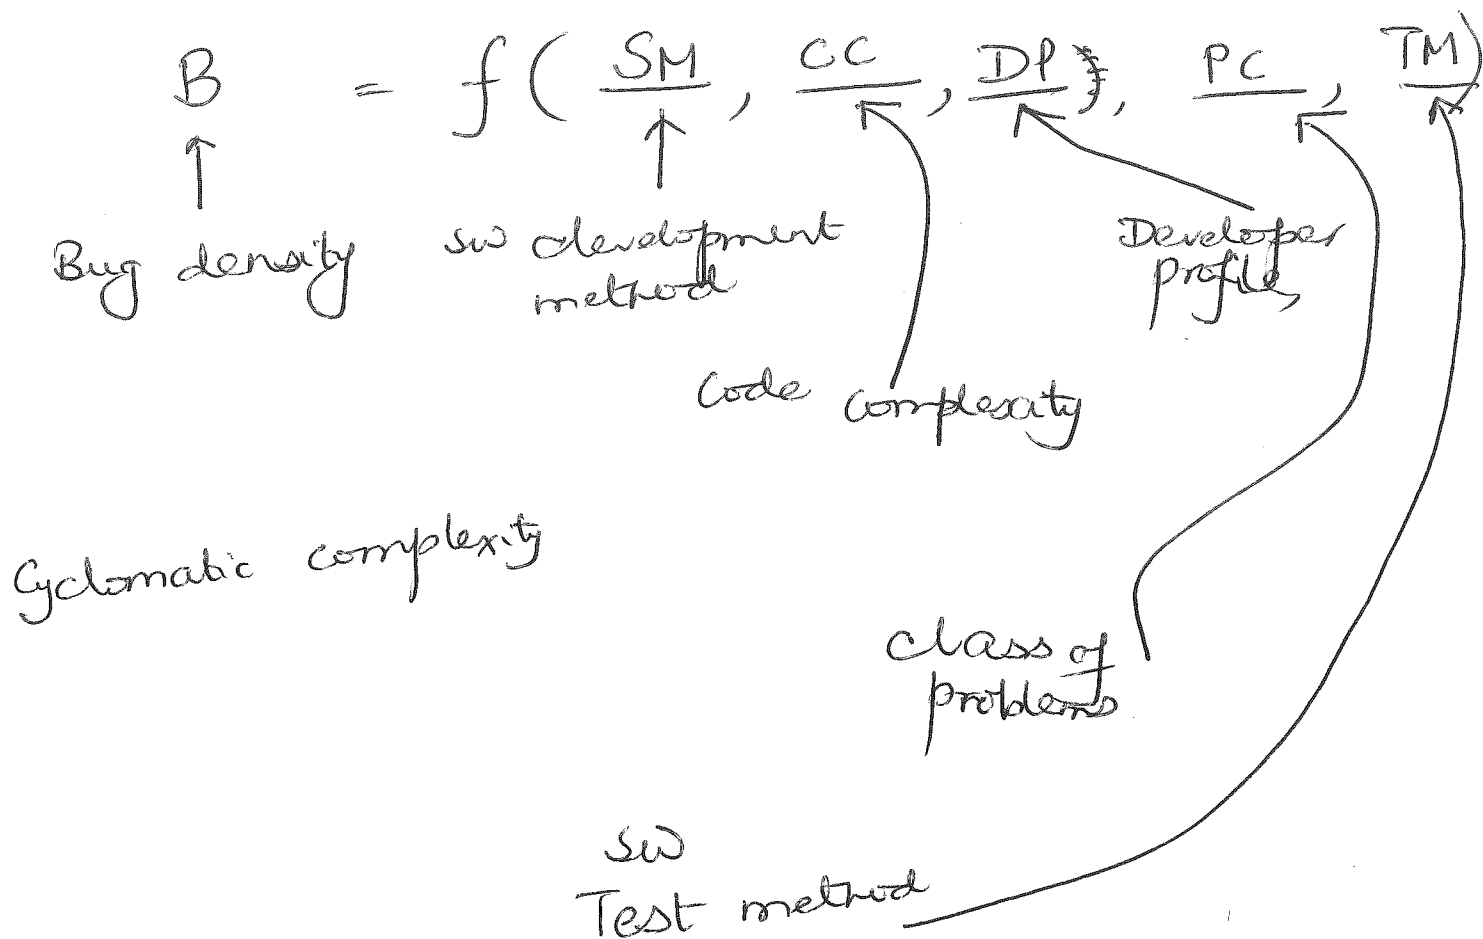 B = f ( SM, CC, DP, PC, TM)
Bug density
SW development
method
Developer
Profile,
Code complexity
Cyclomatic complexity
Class of
problems
SW
Test method